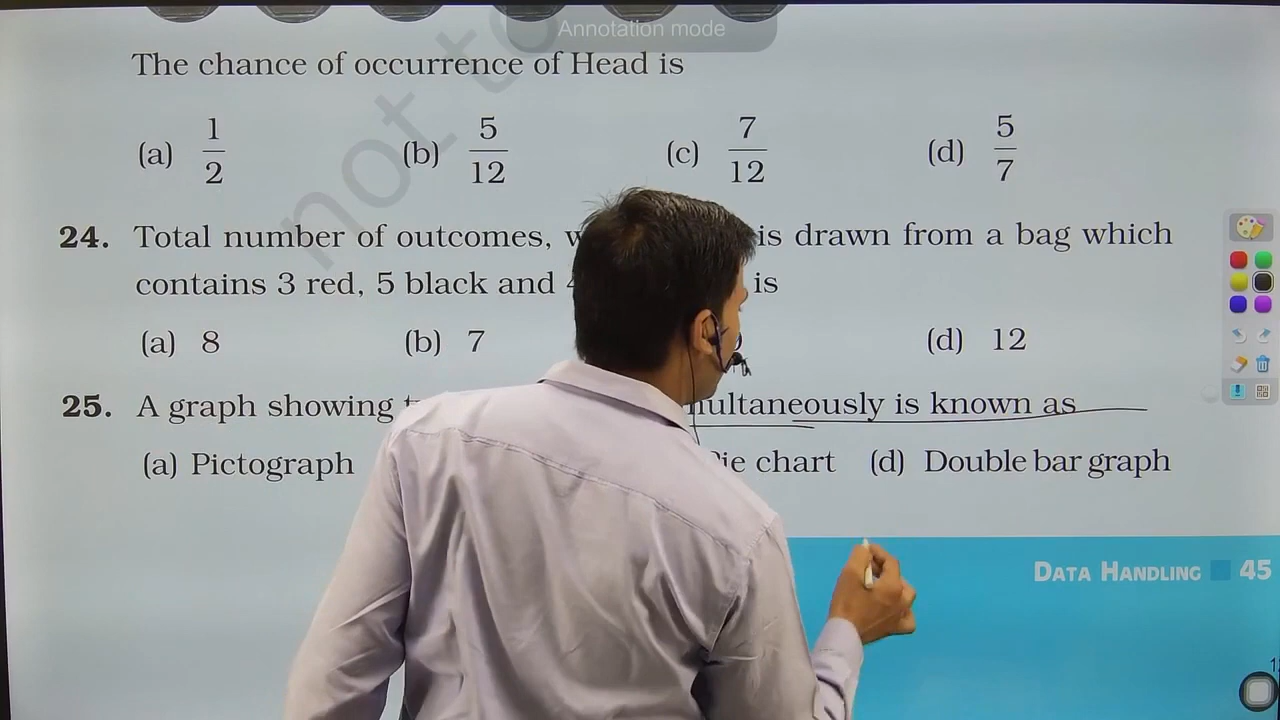 Annotation mode
The chance of occurrence of Head is
(a) 1/2 (b) 5/12 (c) 7/12 (d) 5/7
not to
24. Total number of outcomes, is drawn from a bag which
contains 3 red, 5 black and is
(a) 8 (b) 7 (d) 12
25. A graph showing is known as
(a) Pictograph chart (d) Double bar graph
DATA HANDLING 45